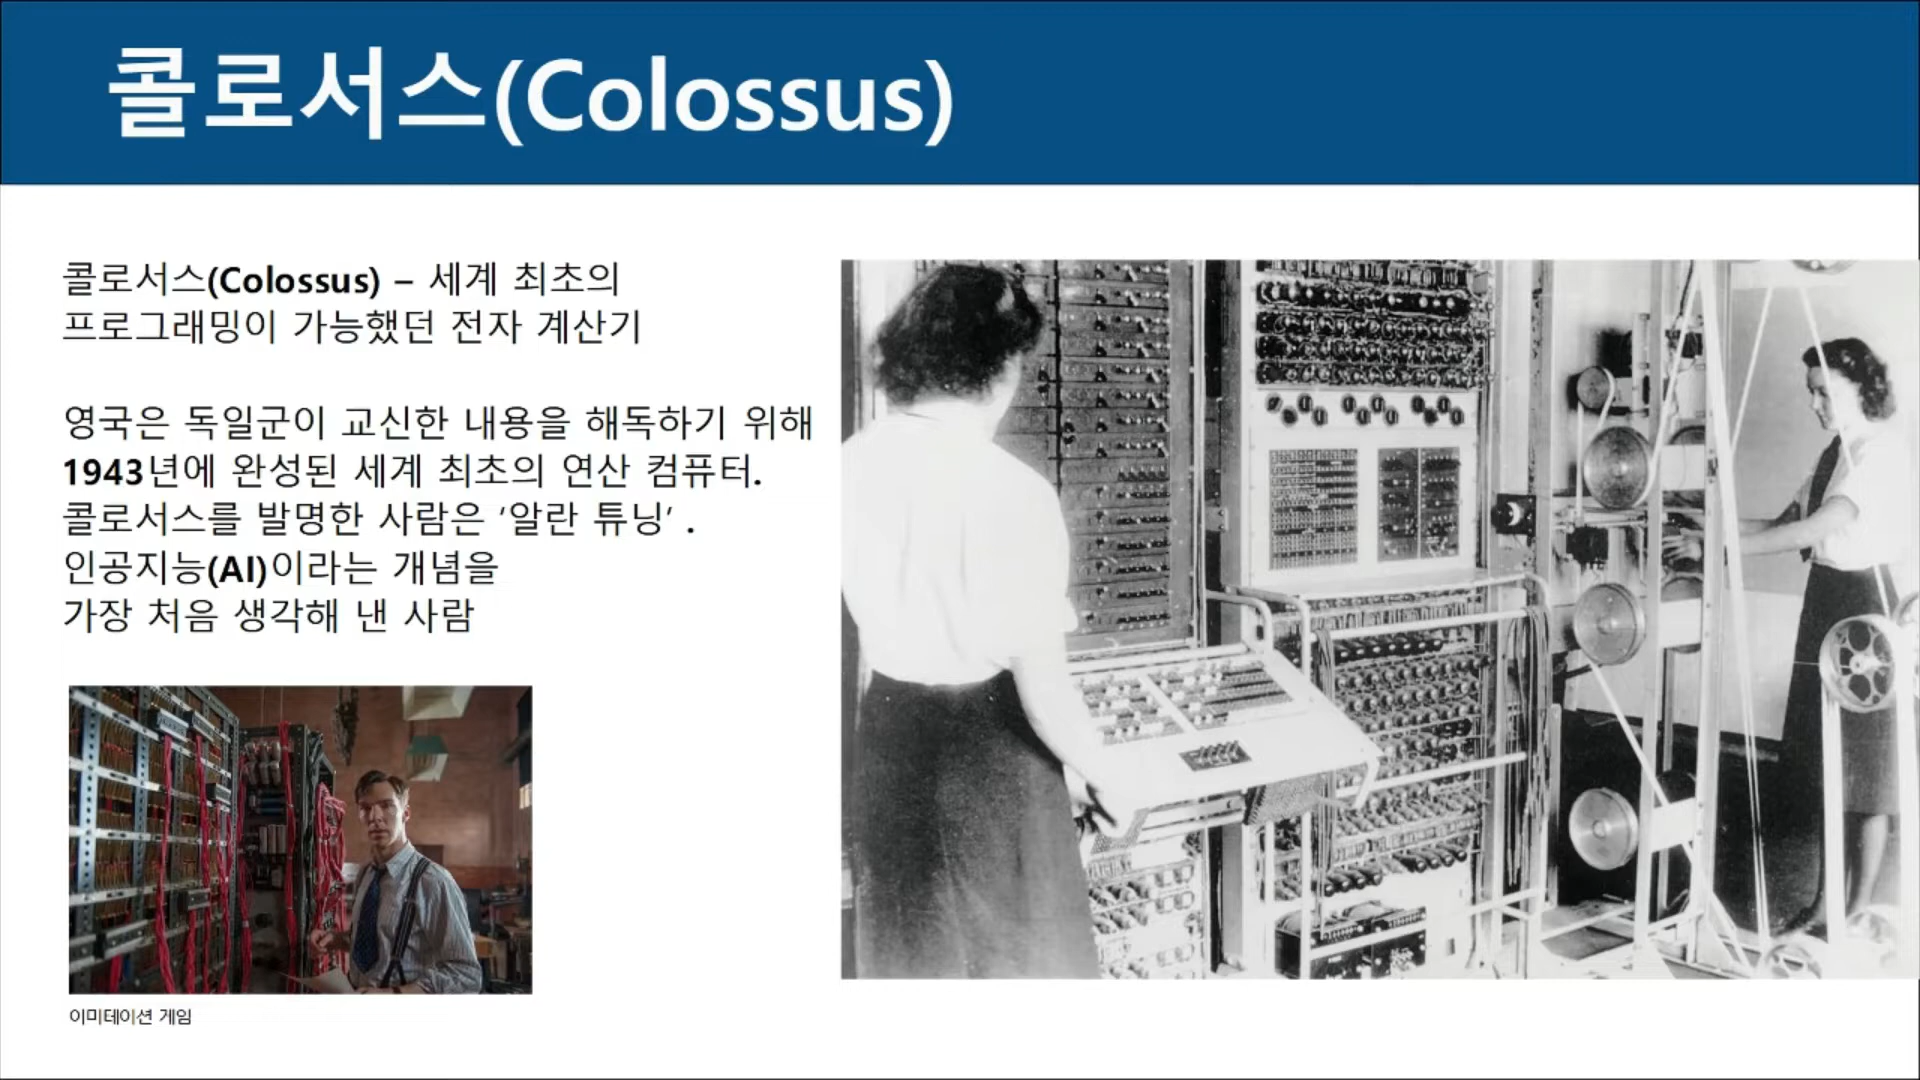 콜로서스(Colossus)
콜로서스(Colossus) – 세계 최초의
프로그래밍이 가능했던 전자 계산기
영국은 독일군이 교신한 내용을 해독하기 위해
1943년에 완성된 세계 최초의 연산 컴퓨터.
콜로서스를 발명한 사람은 ‘알란 튜닝’ .
인공지능(AI)이라는 개념을
가장 처음 생각해 낸 사람
이미테이션 게임